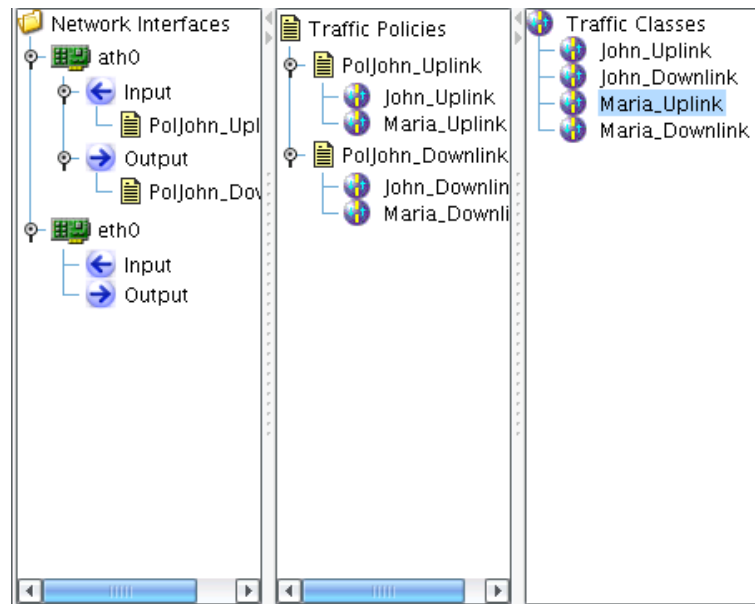 Network Interfaces
ath0
Input
PolJohn_Upl
Output
PolJohn_Dov
eth0
Input
Output
Traffic Policies
PolJohn_Uplink
John_Uplink
Maria_Uplink
PolJohn_Downlink
John_Downlin
Maria_Downli
Traffic Classes
John_Uplink
John_Downlink
Maria_Uplink
Maria_Downlink